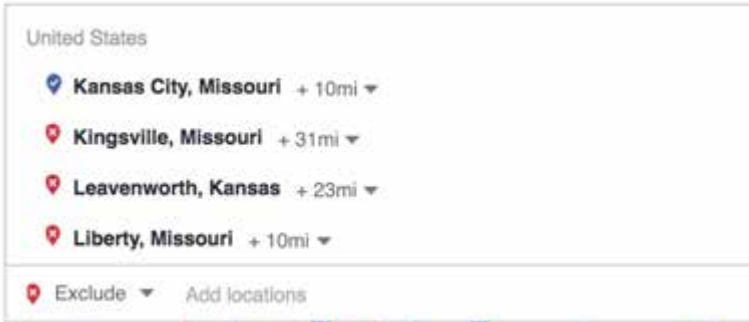 United States
Kansas City, Missouri + 10mi
Kingsville, Missouri + 31mi
Leavenworth, Kansas + 23mi
Liberty, Missouri + 10mi
Exclude Add locations